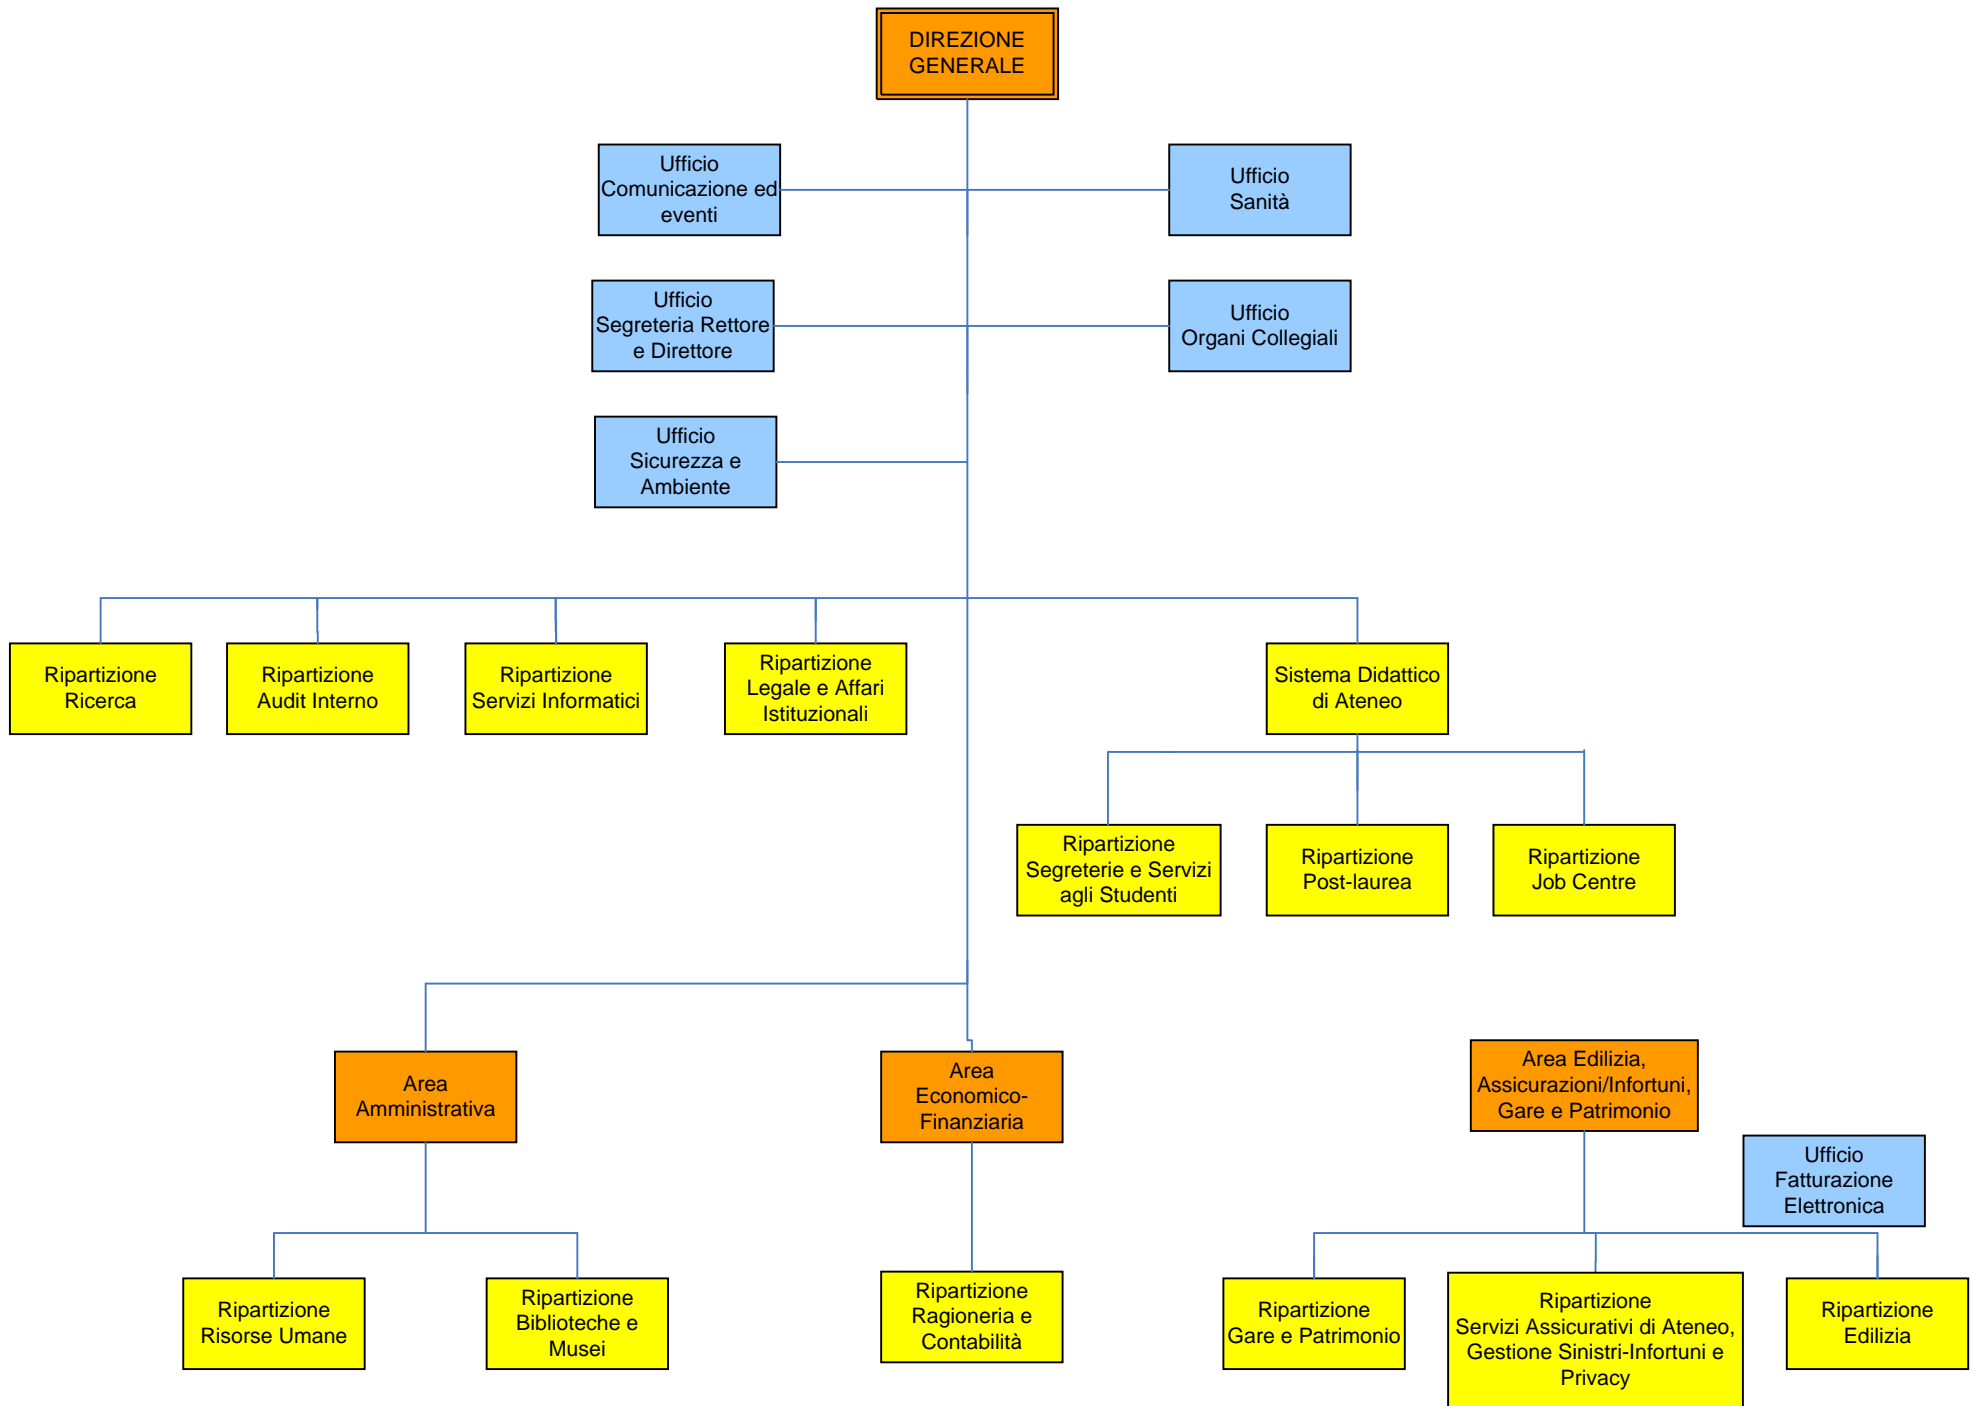 DIREZIONE
GENERALE
Ufficio
Comunicazione ed
eventi
Ufficio
Sanità
Ufficio
Segreteria Rettore
e Direttore
Ufficio
Organi Collegiali
Ufficio
Sicurezza e
Ambiente
Ripartizione
Ricerca
Ripartizione
Audit Interno
Ripartizione
Servizi Informatici
Ripartizione
Legale e Affari
Istituzionali
Sistema Didattico
di Ateneo
Ripartizione
Segreterie e Servizi
agli Studenti
Ripartizione
Post-laurea
Ripartizione
Job Centre
Area
Amministrativa
Area
Economico-
Finanziaria
Area Edilizia,
Assicurazioni/Infortuni,
Gare e Patrimonio
Ufficio
Fatturazione
Elettronica
Ripartizione
Risorse Umane
Ripartizione
Biblioteche e
Musei
Ripartizione
Ragioneria e
Contabilità
Ripartizione
Gare e Patrimonio
Ripartizione
Servizi Assicurativi di Ateneo,
Gestione Sinistri-Infortuni e
Privacy
Ripartizione
Edilizia